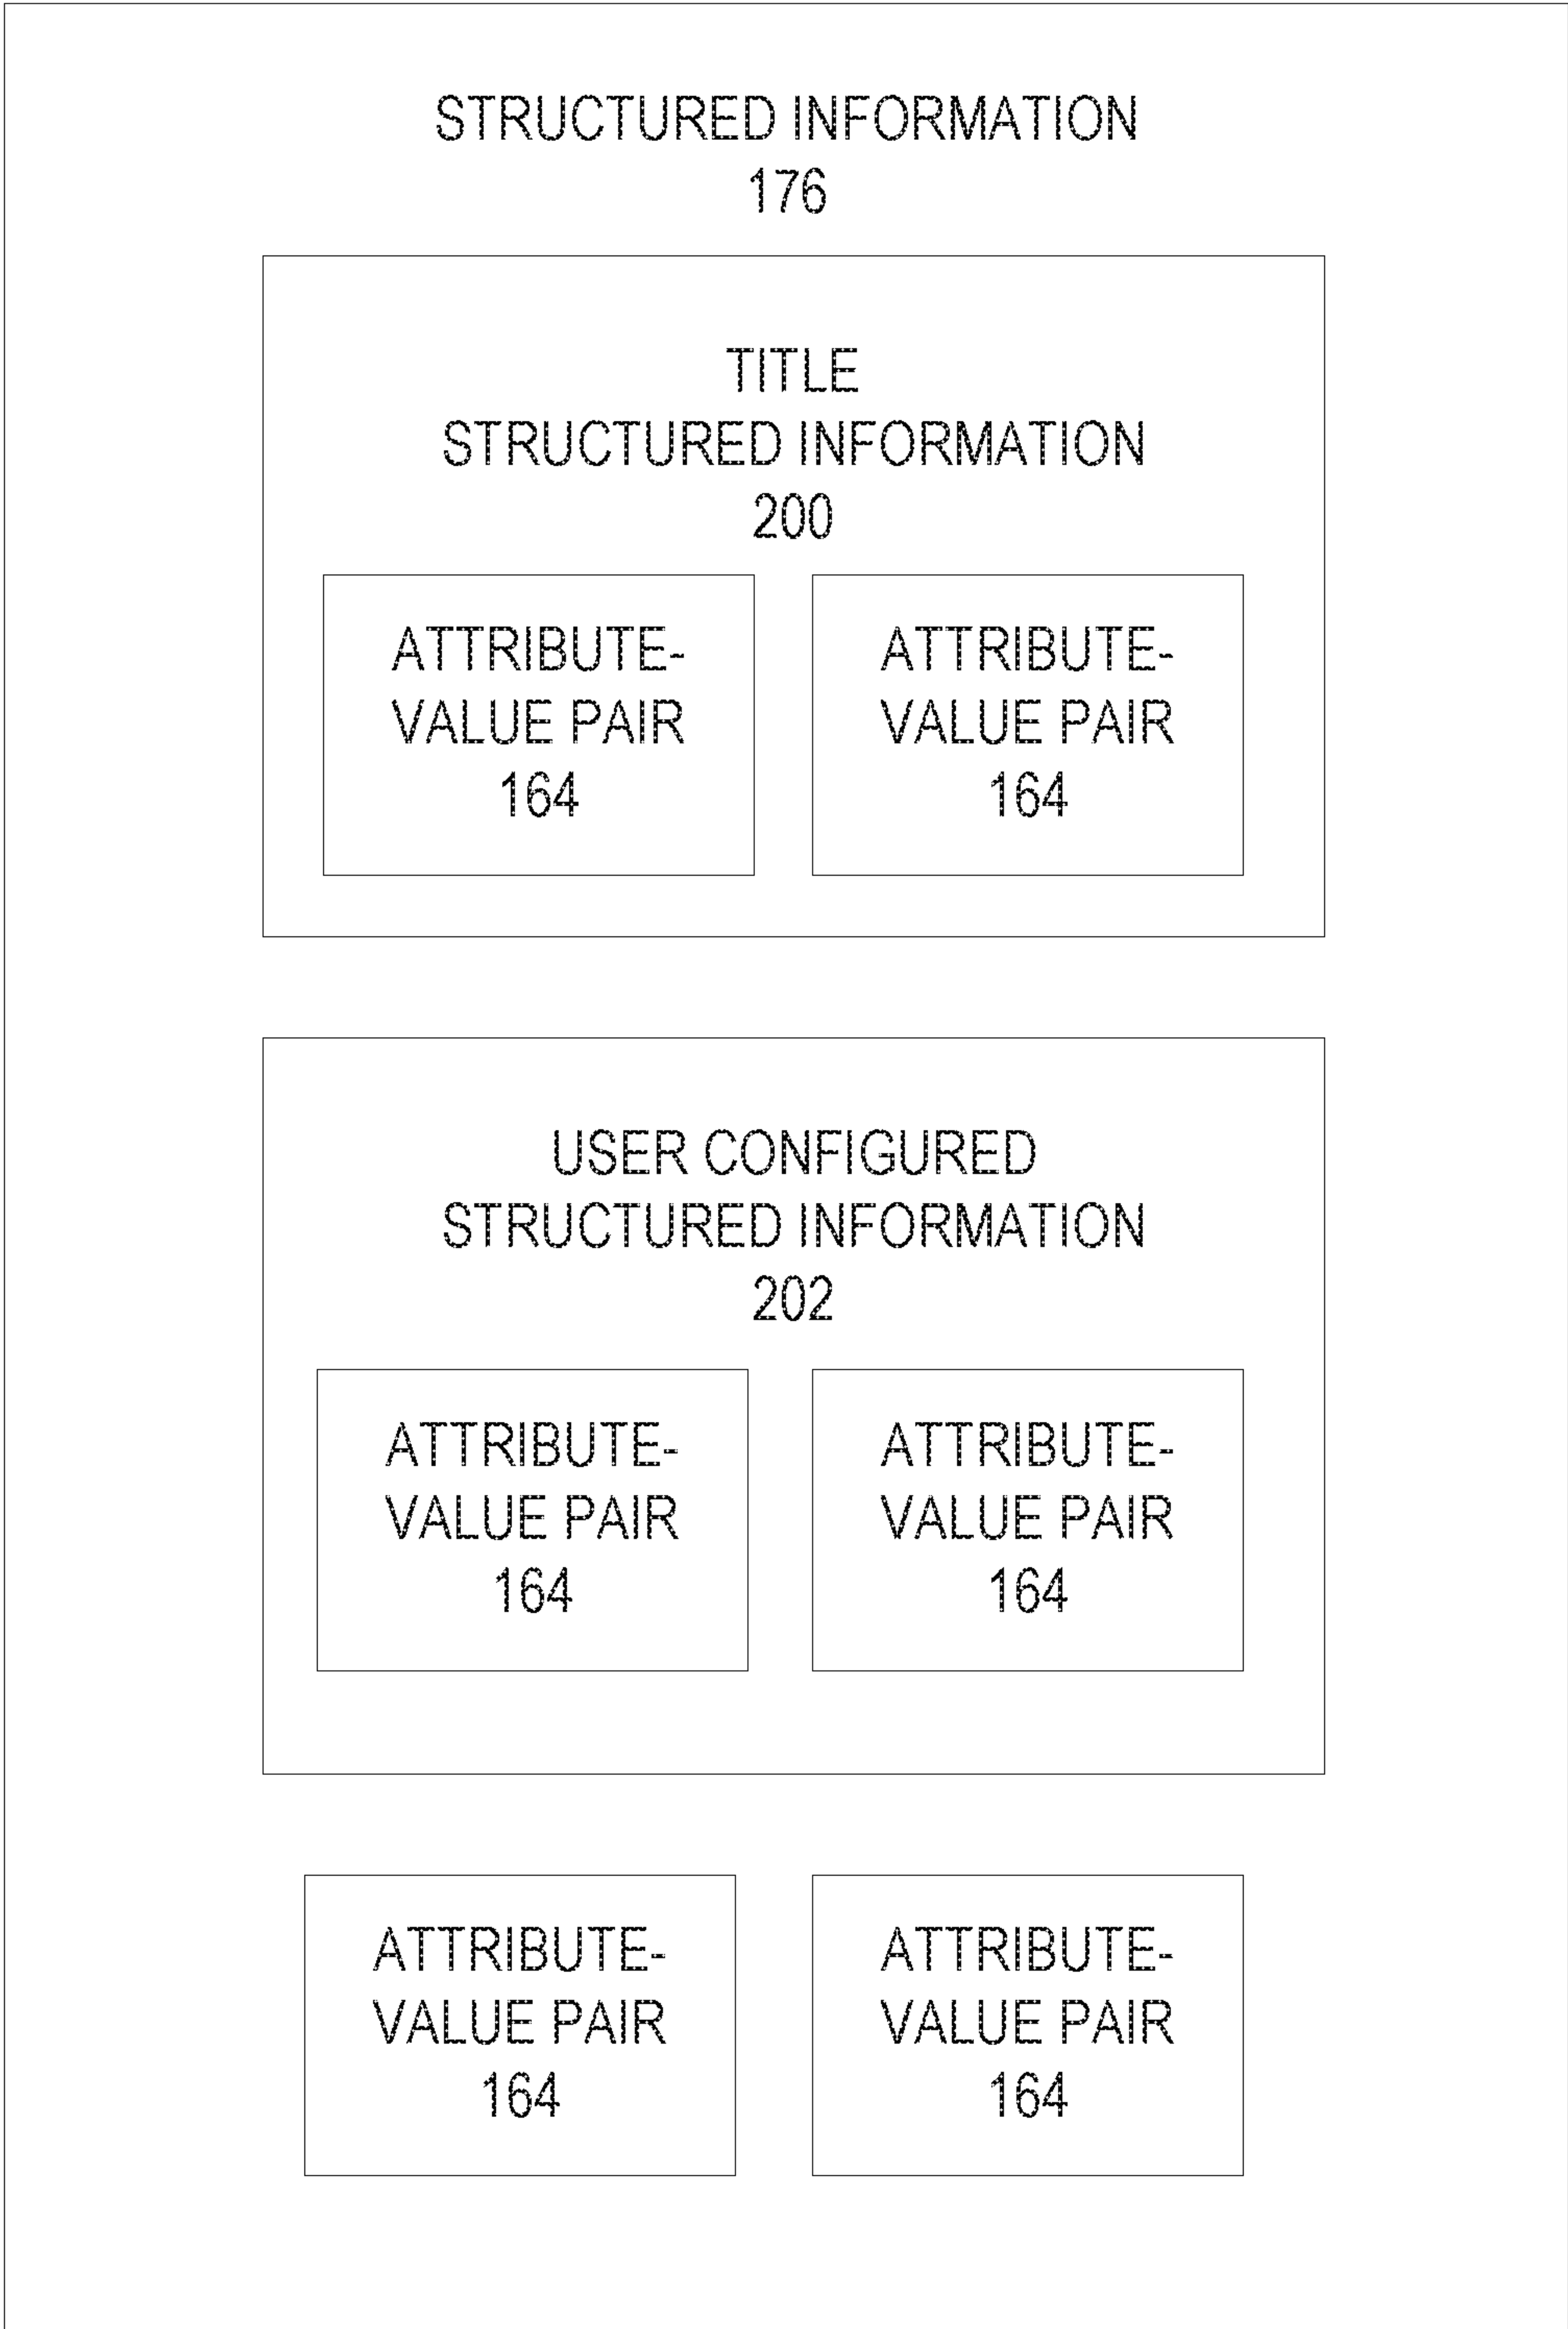 STRUCTURED INFORMATION
176
TITLE
STRUCTURED INFORMATION
200
ATTRIBUTE-
VALUE PAIR
164
ATTRIBUTE-
VALUE PAIR
164
USER CONFIGURED
STRUCTURED INFORMATION
202
ATTRIBUTE-
VALUE PAIR
164
ATTRIBUTE-
VALUE PAIR
164
ATTRIBUTE-
VALUE PAIR
164
ATTRIBUTE-
VALUE PAIR
164